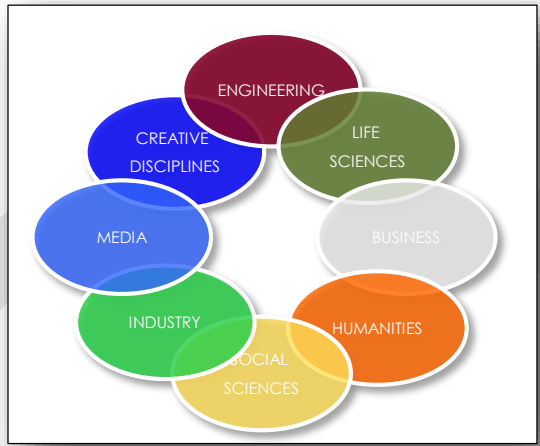 ENGINEERING
LIFE
SCIENCES
BUSINESS
HUMANITIES
SOCIAL
SCIENCES
INDUSTRY
MEDIA
CREATIVE
DISCIPLINES